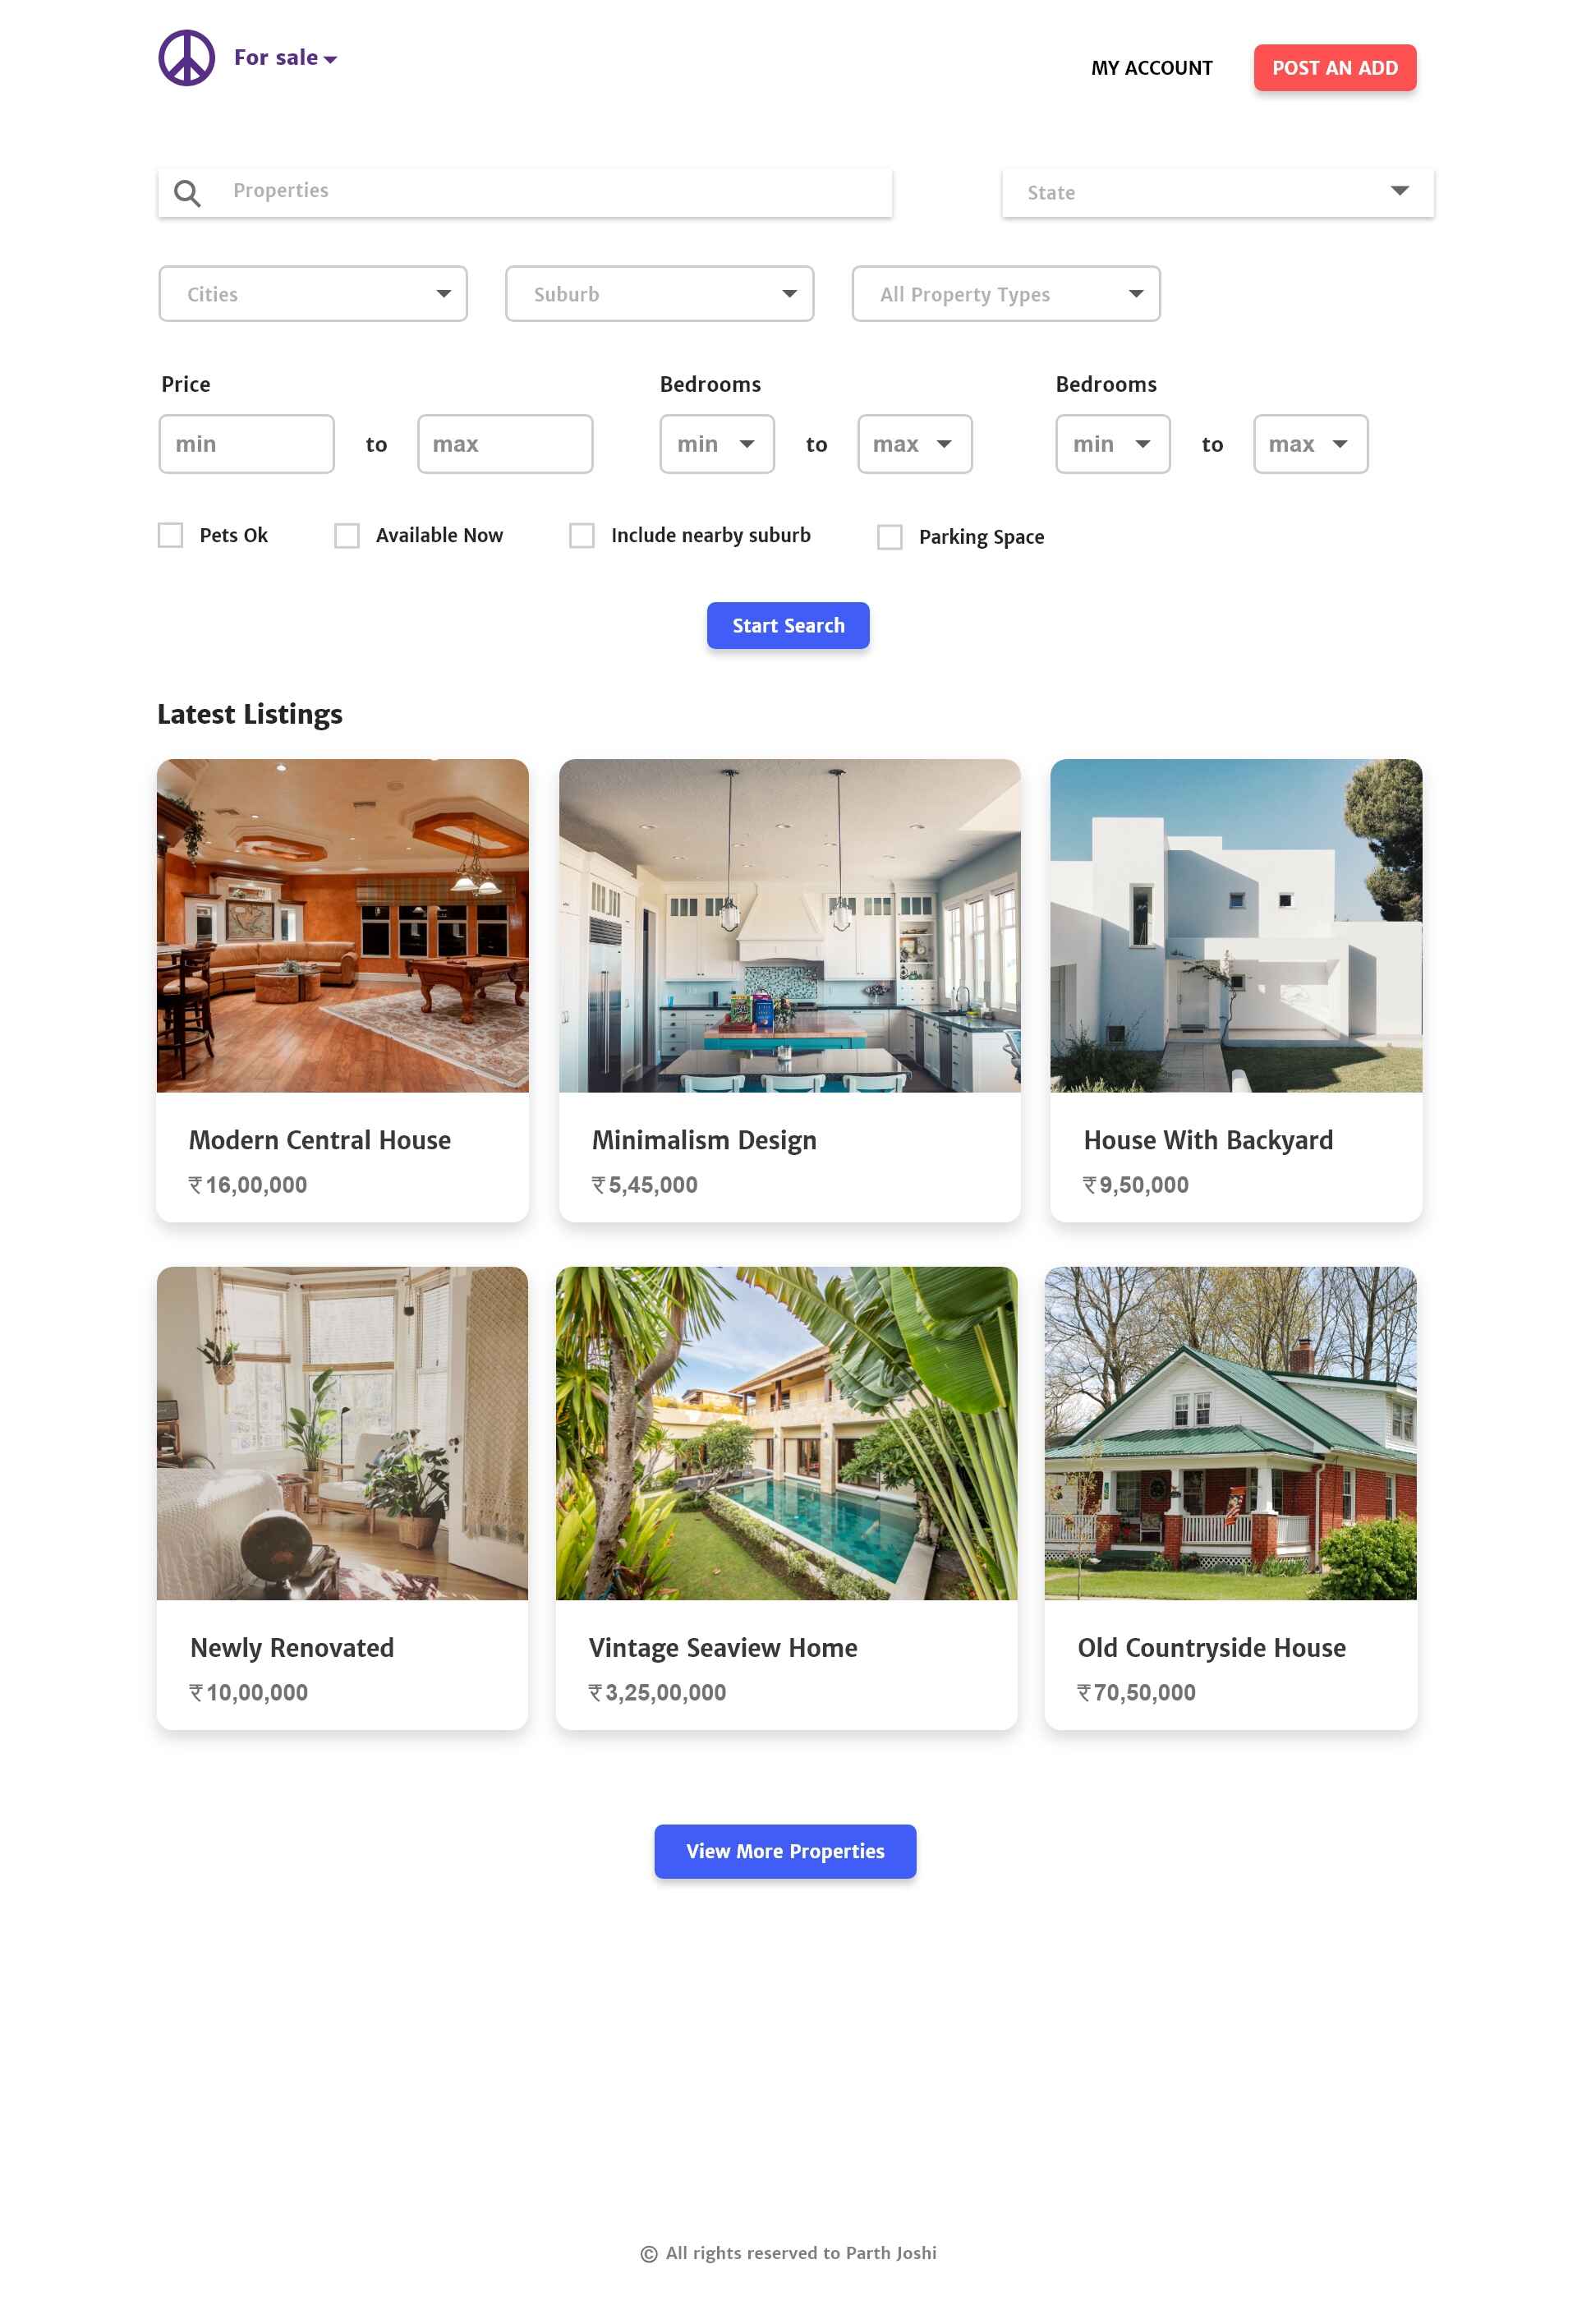 For sale
MY ACCOUNT
POST AN ADD
Properties
State
Cities
Suburb
All Property Types
Price
Bedrooms
Bedrooms
min to max
min to max
min to max
Pets Ok
Available Now
Include nearby suburb
Parking Space
Start Search
Latest Listings
Modern Central House
₹16,00,000
Minimalism Design
₹5,45,000
House With Backyard
₹9,50,000
Newly Renovated
₹10,00,000
Vintage Seaview Home
₹3,25,00,000
Old Countryside House
₹70,50,000
View More Properties
© All rights reserved to Parth Joshi